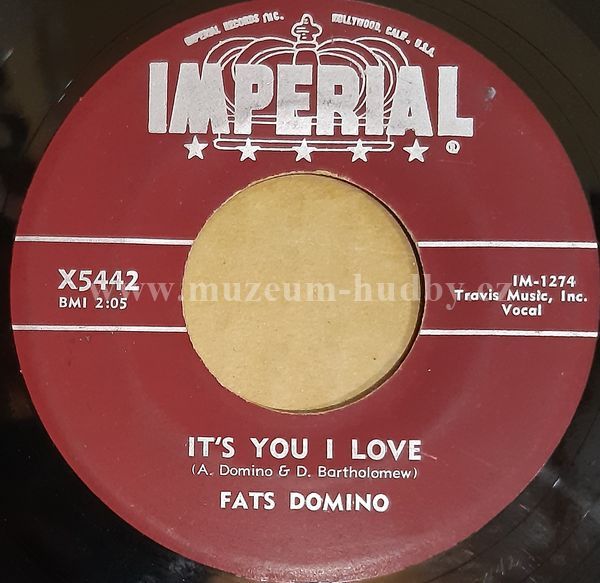 IMPERIAL RECORDS INC. HOLLYWOOD, CALIF., U.S.A.
IMPERIAL
®
X5442
BMI 2:05
IM-1274
Travis Music, Inc.
Vocal
www.muzeum-hudby.cz
IT'S YOU I LOVE
(A. Domino & D. Bartholomew)
FATS DOMINO